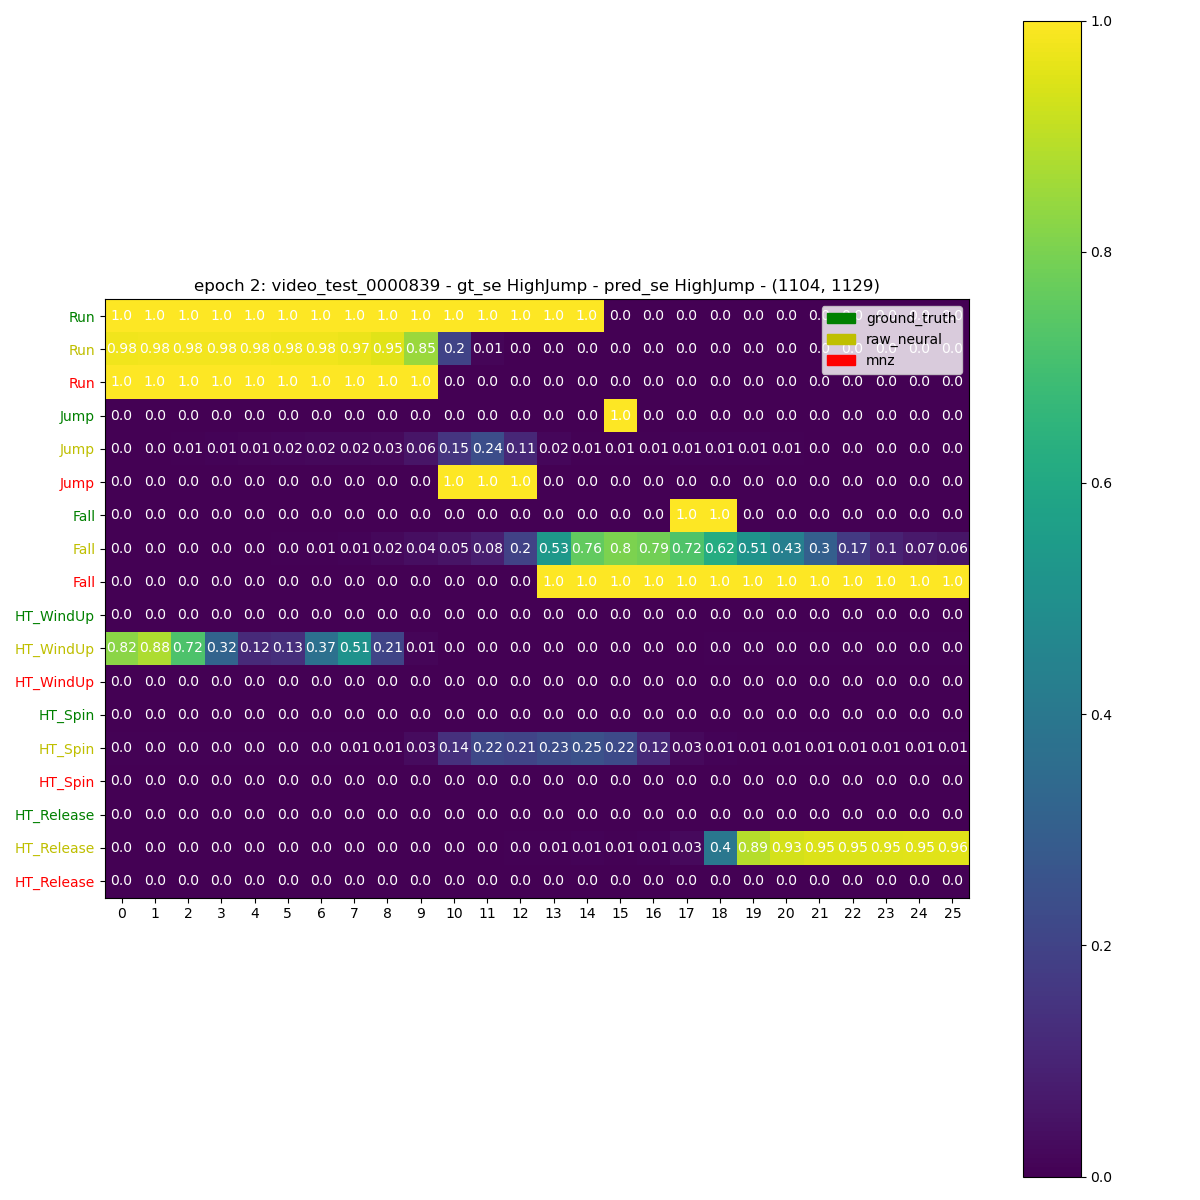 epoch 2: video_test_0000839 - gt_se HighJump - pred_se HighJump - (1104, 1129)
Run 1.0 1.0 1.0 1.0 1.0 1.0 1.0 1.0 1.0 1.0 1.0 1.0 1.0 1.0 1.0 0.0 0.0 0.0 0.0 0.0 0.0 0.0
Run 0.98 0.98 0.98 0.98 0.98 0.98 0.98 0.97 0.95 0.85 0.2 0.01 0.0 0.0 0.0 0.0 0.0 0.0 0.0 0.0 0.0 0.0 0.0 0.0 0.0 0.0
Run 1.0 1.0 1.0 1.0 1.0 1.0 1.0 1.0 1.0 1.0 0.0 0.0 0.0 0.0 0.0 0.0 0.0 0.0 0.0 0.0 0.0 0.0 0.0 0.0 0.0 0.0
ground_truth
raw_neural
mnz
Jump 0.0 0.0 0.0 0.0 0.0 0.0 0.0 0.0 0.0 0.0 0.0 0.0 0.0 0.0 0.0 1.0 0.0 0.0 0.0 0.0 0.0 0.0 0.0 0.0 0.0 0.0
Jump 0.0 0.0 0.01 0.01 0.01 0.02 0.02 0.02 0.03 0.06 0.15 0.24 0.11 0.02 0.01 0.01 0.01 0.01 0.01 0.01 0.01 0.0 0.0 0.0 0.0 0.0
Jump 0.0 0.0 0.0 0.0 0.0 0.0 0.0 0.0 0.0 0.0 1.0 1.0 1.0 0.0 0.0 0.0 0.0 0.0 0.0 0.0 0.0 0.0 0.0 0.0 0.0 0.0
Fall 0.0 0.0 0.0 0.0 0.0 0.0 0.0 0.0 0.0 0.0 0.0 0.0 0.0 0.0 0.0 0.0 0.0 1.0 1.0 0.0 0.0 0.0 0.0 0.0 0.0 0.0
Fall 0.0 0.0 0.0 0.0 0.0 0.0 0.01 0.01 0.02 0.04 0.05 0.08 0.2 0.53 0.76 0.8 0.79 0.72 0.62 0.51 0.43 0.3 0.17 0.1 0.07 0.06
Fall 0.0 0.0 0.0 0.0 0.0 0.0 0.0 0.0 0.0 0.0 0.0 0.0 0.0 1.0 1.0 1.0 1.0 1.0 1.0 1.0 1.0 1.0 1.0 1.0 1.0 1.0
HT_WindUp 0.0 0.0 0.0 0.0 0.0 0.0 0.0 0.0 0.0 0.0 0.0 0.0 0.0 0.0 0.0 0.0 0.0 0.0 0.0 0.0 0.0 0.0 0.0 0.0 0.0 0.0
HT_WindUp 0.82 0.88 0.72 0.32 0.12 0.13 0.37 0.51 0.21 0.01 0.0 0.0 0.0 0.0 0.0 0.0 0.0 0.0 0.0 0.0 0.0 0.0 0.0 0.0 0.0 0.0
HT_WindUp 0.0 0.0 0.0 0.0 0.0 0.0 0.0 0.0 0.0 0.0 0.0 0.0 0.0 0.0 0.0 0.0 0.0 0.0 0.0 0.0 0.0 0.0 0.0 0.0 0.0 0.0
HT_Spin 0.0 0.0 0.0 0.0 0.0 0.0 0.0 0.0 0.0 0.0 0.0 0.0 0.0 0.0 0.0 0.0 0.0 0.0 0.0 0.0 0.0 0.0 0.0 0.0 0.0 0.0
HT_Spin 0.0 0.0 0.0 0.0 0.0 0.0 0.0 0.01 0.01 0.03 0.14 0.22 0.21 0.23 0.25 0.22 0.12 0.03 0.01 0.01 0.01 0.01 0.01 0.01 0.01 0.01
HT_Spin 0.0 0.0 0.0 0.0 0.0 0.0 0.0 0.0 0.0 0.0 0.0 0.0 0.0 0.0 0.0 0.0 0.0 0.0 0.0 0.0 0.0 0.0 0.0 0.0 0.0 0.0
HT_Release 0.0 0.0 0.0 0.0 0.0 0.0 0.0 0.0 0.0 0.0 0.0 0.0 0.0 0.0 0.0 0.0 0.0 0.0 0.0 0.0 0.0 0.0 0.0 0.0 0.0 0.0
HT_Release 0.0 0.0 0.0 0.0 0.0 0.0 0.0 0.0 0.0 0.0 0.0 0.0 0.0 0.01 0.01 0.01 0.01 0.03 0.4 0.89 0.93 0.95 0.95 0.95 0.95 0.96
HT_Release 0.0 0.0 0.0 0.0 0.0 0.0 0.0 0.0 0.0 0.0 0.0 0.0 0.0 0.0 0.0 0.0 0.0 0.0 0.0 0.0 0.0 0.0 0.0 0.0 0.0 0.0
0 1 2 3 4 5 6 7 8 9 10 11 12 13 14 15 16 17 18 19 20 21 22 23 24 25
1.0
0.8
0.6
0.4
0.2
0.0